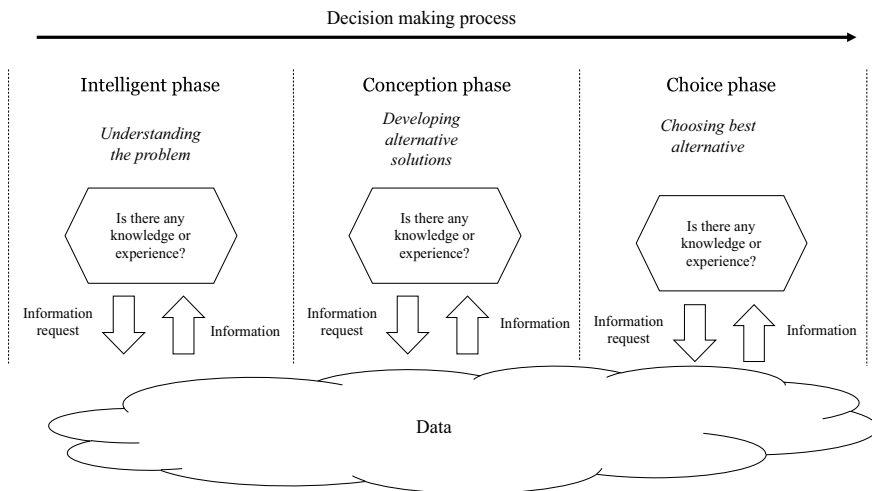 Decision making process
Intelligent phase
Understanding
the problem
Is there any
knowledge or
experience?
Information
request
Information
Conception phase
Developing
alternative
solutions
Is there any
knowledge or
experience?
Information
request
Information
Choice phase
Choosing best
alternative
Is there any
knowledge or
experience?
Information
request
Information
Data